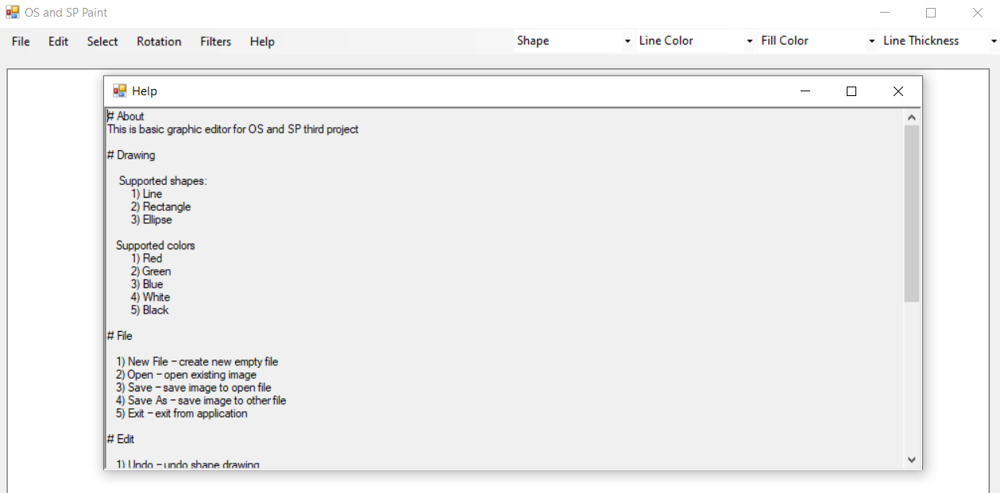 OS and SP Paint
File Edit Select Rotation Filters Help Shape Line Color Fill Color Line Thickness
Help
# About
This is basic graphic editor for OS and SP third project
# Drawing
Supported shapes:
1) Line
2) Rectangle
3) Ellipse
Supported colors
1) Red
2) Green
3) Blue
4) White
5) Black
# File
1) New File – create new empty file
2) Open – open existing image
3) Save – save image to open file
4) Save As – save image to other file
5) Exit – exit from application
# Edit
1) Undo – undo shape drawing